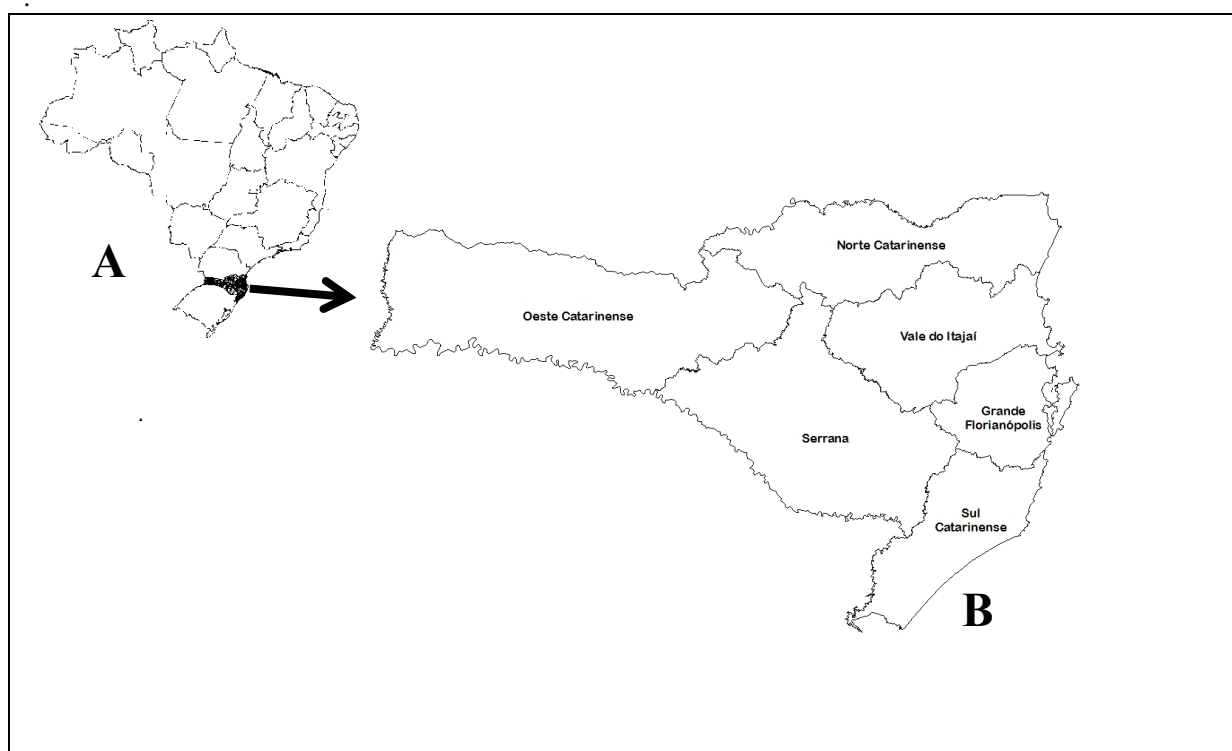 A
Norte Catarinense
Oeste Catarinense
Vale do Itajaí
Grande
Florianópolis
Serrana
Sul
Catarinense
B